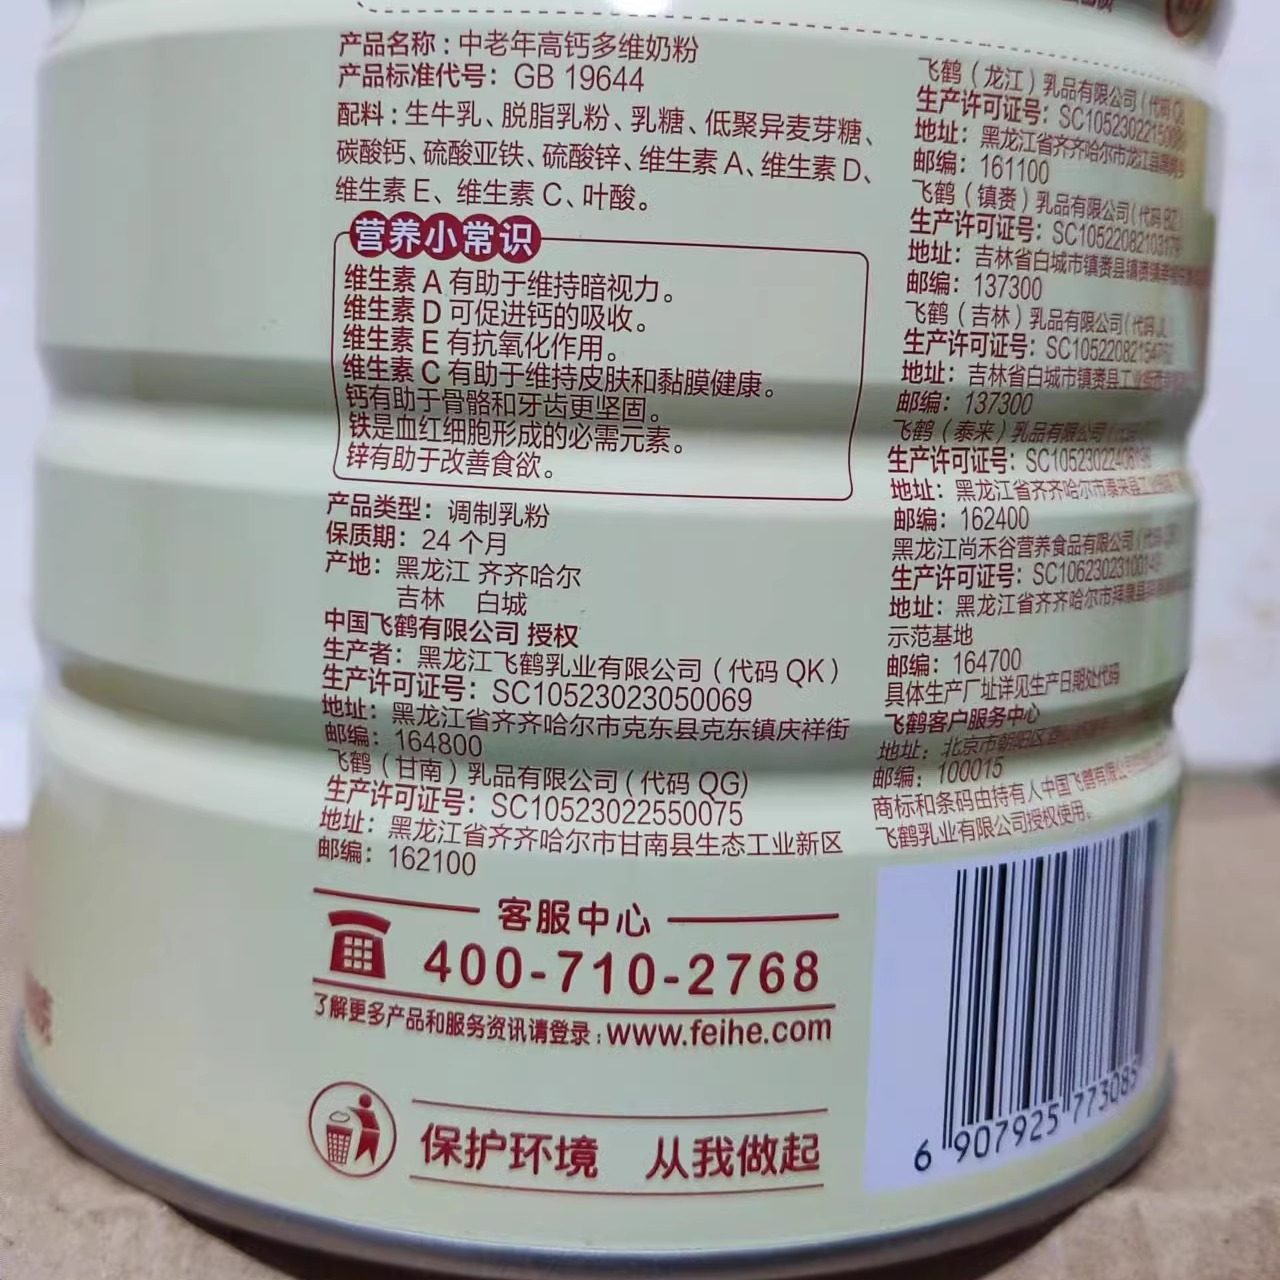 产品名称：中老年高钙多维奶粉
产品标准代号：GB 19644
配料：生牛乳、脱脂乳粉、乳糖、低聚异麦芽糖、
碳酸钙、硫酸亚铁、硫酸锌、维生素 A、维生素 D、
维生素 E、维生素 C、叶酸。
营养小常识
维生素 A 有助于维持暗视力。
维生素 D 可促进钙的吸收。
维生素 E 有抗氧化作用。
维生素 C 有助于维持皮肤和黏膜健康。
钙有助于骨骼和牙齿更坚固。
铁是血红细胞形成的必需元素。
锌有助于改善食欲。
产品类型：调制乳粉
保质期：24 个月
产地：黑龙江 齐齐哈尔
吉林 白城
中国飞鹤有限公司 授权
生产者：黑龙江飞鹤乳业有限公司（代码 QK）
生产许可证号：SC10523023050069
地址：黑龙江省齐齐哈尔市克东县克东镇庆祥街
邮编：164800
飞鹤（甘南）乳品有限公司（代码 QG）
生产许可证号：SC10523022550075
地址：黑龙江省齐齐哈尔市甘南县生态工业新区
邮编：162100
客服中心
400-710-2768
了解更多产品和服务资讯请登录：www.feihe.com
保护环境 从我做起
飞鹤（龙江）乳品有限公司（代码
生产许可证号：
地址：黑龙江省齐齐哈尔市龙江县
邮编：161100
飞鹤（镇赉）乳品有限公司（代码 BZ）
生产许可证号：
地址：吉林省白城市镇赉县镇赉镇
邮编：137300
飞鹤（吉林）乳品有限公司（代码
生产许可证号：
地址：吉林省白城市镇赉县工业
邮编：137300
飞鹤（泰来）乳品有限公司
生产许可证号：
地址：黑龙江省齐齐哈尔市泰来县工
邮编：162400
黑龙江尚禾谷营养食品有限公司
生产许可证号：
地址：黑龙江省齐齐哈尔市拜泉县
示范基地
邮编：164700
具体生产厂址详见生产日期处代码
飞鹤客户服务中心
地址：北京市朝阳区
邮编：100015
商标和条码由持有人中国飞鹤有限公司
飞鹤乳业有限公司授权使用。
6 907925 773085